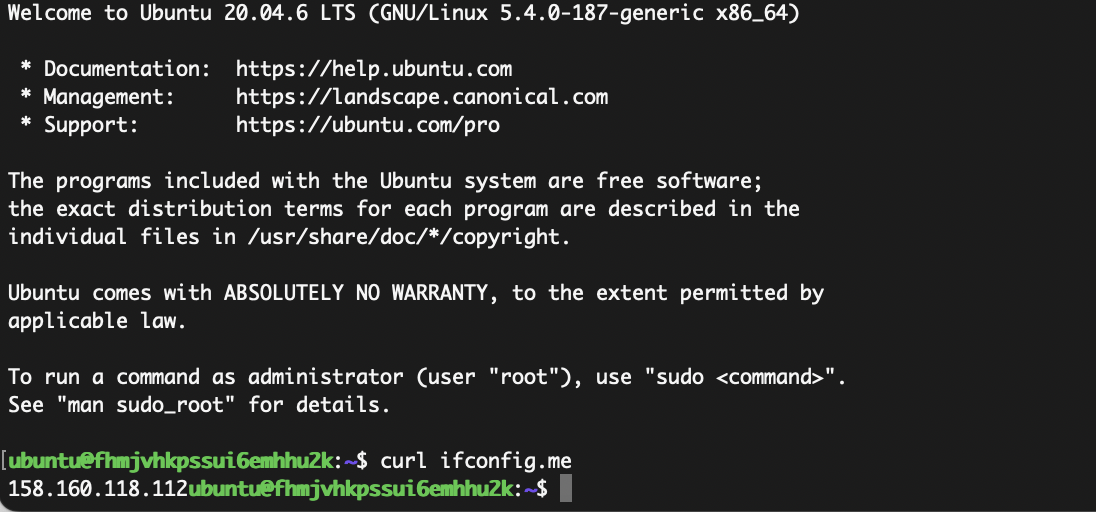 Welcome to Ubuntu 20.04.6 LTS (GNU/Linux 5.4.0-187-generic x86_64)
* Documentation:  https://help.ubuntu.com
* Management:     https://landscape.canonical.com
* Support:        https://ubuntu.com/pro
The programs included with the Ubuntu system are free software;
the exact distribution terms for each program are described in the
individual files in /usr/share/doc/*/copyright.
Ubuntu comes with ABSOLUTELY NO WARRANTY, to the extent permitted by
applicable law.
To run a command as administrator (user "root"), use "sudo <command>".
See "man sudo_root" for details.
[ubuntu@fhmjvhkpssui6emhhu2k:~$ curl ifconfig.me
158.160.118.112ubuntu@fhmjvhkpssui6emhhu2k:~$